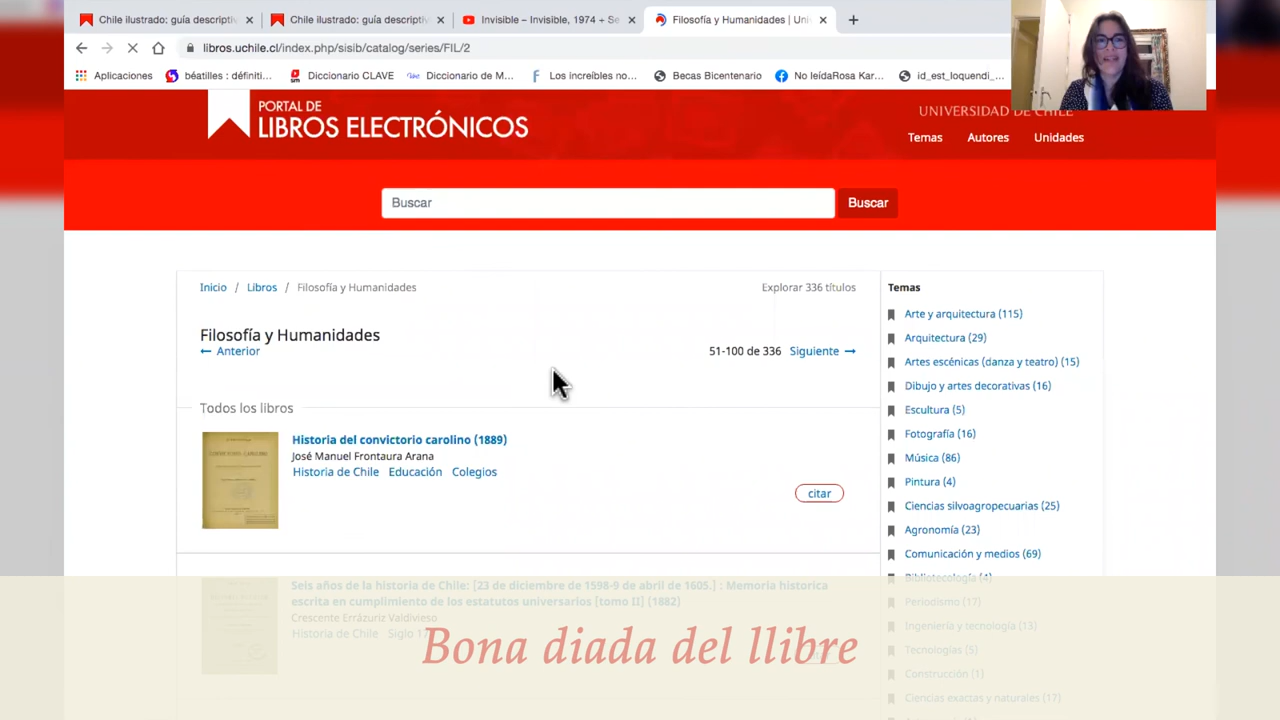 Chile ilustrado: guía descriptiv
Chile ilustrado: guía descriptiv
Invisible – Invisible, 1974 + Se
Filosofía y Humanidades | Uni
libros.uchile.cl/index.php/sisib/catalog/series/FIL/2
Aplicaciones
béatilles : définiti...
Diccionario CLAVE
Diccionario de M...
Los increíbles no...
Becas Bicentenario
No leídaRosa Kar...
id_est_loquendi_...
PORTAL DE
LIBROS ELECTRÓNICOS
UNIVERSIDAD DE CHILE
Temas Autores Unidades
Buscar
Buscar
Inicio / Libros / Filosofía y Humanidades
Explorar 336 títulos
Filosofía y Humanidades
← Anterior
51-100 de 336 Siguiente →
Todos los libros
Historia del convictorio carolino (1889)
José Manuel Frontaura Arana
Historia de Chile Educación Colegios
citar
Seis años de la historia de Chile: [23 de diciembre de 1598-9 de abril de 1605.] : Memoria historica
escrita en cumplimiento de los estatutos universarios [tomo II] (1882)
Crescente Errázuriz Valdivieso
Historia de Chile Siglo 17
Bona diada del llibre
Temas
Arte y arquitectura (115)
Arquitectura (29)
Artes escénicas (danza y teatro) (15)
Dibujo y artes decorativas (16)
Escultura (5)
Fotografía (16)
Música (86)
Pintura (4)
Ciencias silvoagropecuarias (25)
Agronomía (23)
Comunicación y medios (69)
Bibliotecología (4)
Periodismo (17)
Ingeniería y tecnología (13)
Tecnologías (5)
Construcción (1)
Ciencias exactas y naturales (17)